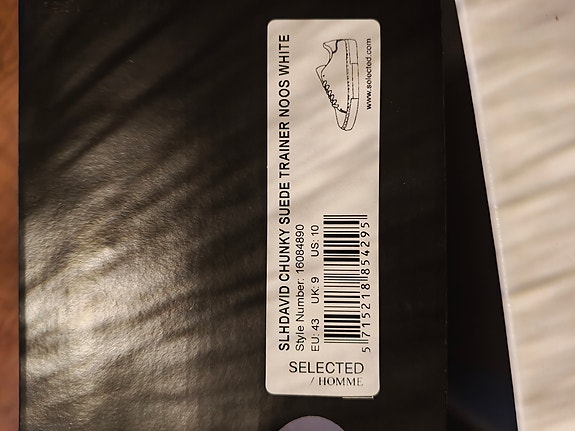 SLHDAVID CHUNKY SUEDE TRAINER NOOS WHITE
Style Number: 16084890
EU: 43 UK: 9 US: 10
5 715218 854295
www.selected.com
SELECTED
/ HOMME